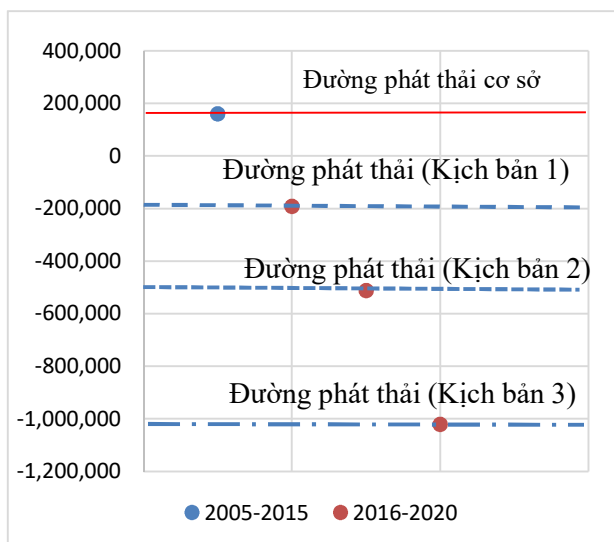 400,000
Đường phát thải cơ sở
200,000
0
Đường phát thải (Kịch bản 1)
-200,000
-400,000
Đường phát thải (Kịch bản 2)
-600,000
-800,000
Đường phát thải (Kịch bản 3)
-1,000,000
-1,200,000
2005-2015 2016-2020